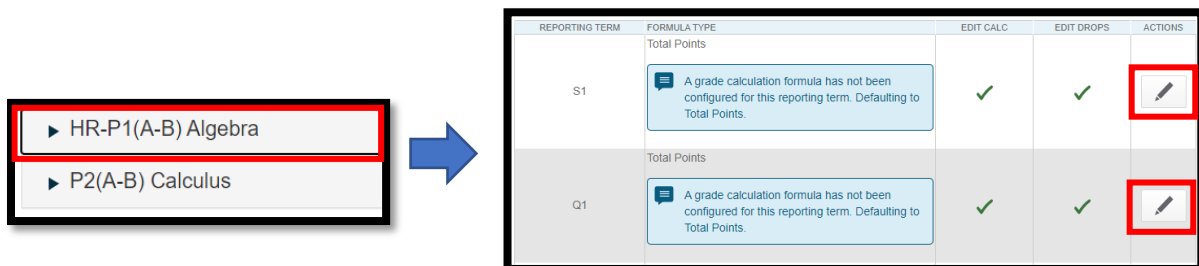 HR-P1(A-B) Algebra
P2(A-B) Calculus
REPORTING TERM FORMULA TYPE EDIT CALC EDIT DROPS ACTIONS
Total Points
S1
A grade calculation formula has not been
configured for this reporting term. Defaulting to
Total Points.
Total Points
Q1
A grade calculation formula has not been
configured for this reporting term. Defaulting to
Total Points.